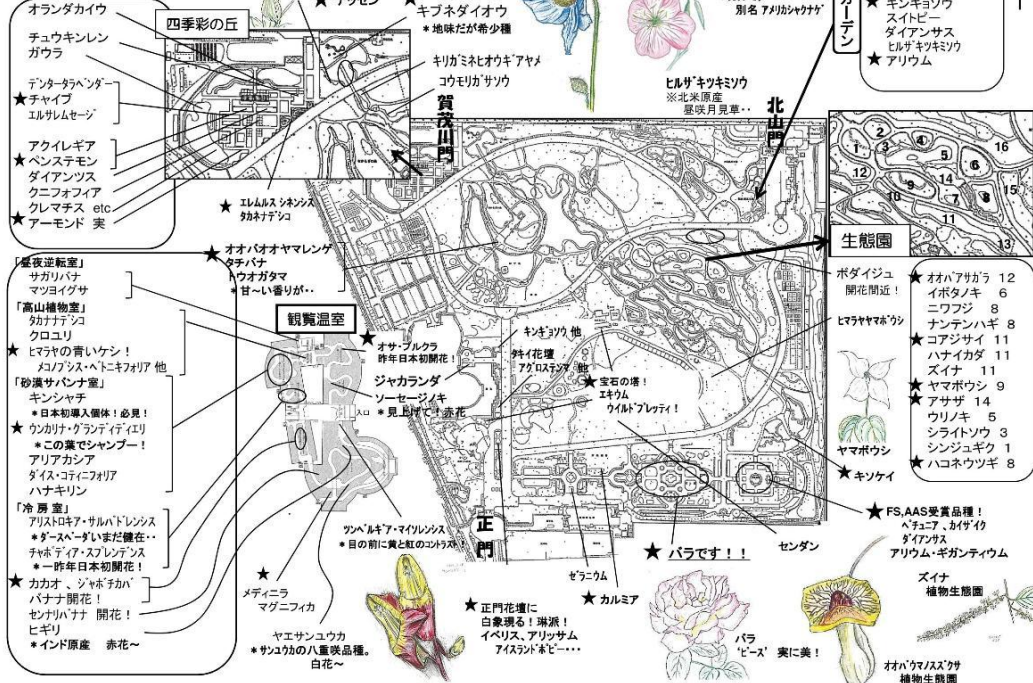 オランダカイウ
チュウキンレン
ガウラ
デンタータラベンダー
★チャイブ
エルサレムセージ
アクイレギア
★ペンステモン
ダイアンツス
クニフォフィア
クレマチス etc
★アーモンド 実
四季彩の丘
★
キブネダイオウ
＊地味だが希少種
キリガミネヒオウギアヤメ
コウモリガサソウ
賀茂川門
★エレムルス シネンシス
タカネナデシコ
ヒルザキツキミソウ
※北米原産
昼咲月見草‥
別名 アメリカシャクナゲ
北山門
ガーデン
★キンギョソウ
スイトピー
ダイアンサス
ヒルザキツキミソウ
★アリウム
1
2
3
4
5
6
7
8
9
10
11
12
13
14
15
16
生態園
ボダイジュ
開花間近！
ヒマラヤヤマボウシ
★オオバアサガラ 12
イボタノキ 6
ニワフジ 8
ナンテンハギ 8
★コアジサイ 11
ハナイカダ 11
ズイナ 11
★ヤマボウシ 9
★アサザ 14
ウリノキ 5
シライトソウ 3
シンジュギク 1
★ハコネウツギ 8
ヤマボウシ
★キソケイ
★オオバオオヤマレンゲ
タチバナ
トウオガタマ
＊甘～い香りが‥
「昼夜逆転室」
サガリバナ
マツヨイグサ
「高山植物室」
タカネナデシコ
クロユリ
★ヒマラヤの青いケシ！
メコノプシス・ベトニキフォリア 他
「砂漠サバンナ室」
キンシャチ
＊日本初導入個体！必見！
★ウンカリナ・グランディディエリ
＊この葉でシャンプー！
アリアカシア
ダイス・コティニフォリア
ハナキリン
「冷房室」
アリストロキア・サルバドレンシス
＊ダースベーダいまだ健在‥
チャボディア・スプレンデンス
＊一昨年日本初開花！
★カカオ 、ジャボチカバ
バナナ開花！
センナリバナナ 開花！
ヒギリ
＊インド原産 赤花～
観覧温室
★オサ・プルクラ
昨年日本初開花！
ジャカランダ
ソーセージノキ
＊見上げて！赤花
入口
キンギョソウ 他
タキイ花壇
アグロステンマ 他
★宝石の塔！
エキウム
ウイルドプレッティ！
ツンベルギア・マイソレンシス
＊目の前に黄と紅のコントラスト！
正門
★
メディニラ
マグニフィカ
ヤエサンユウカ
＊サンユウカの八重咲品種。
白花～
★正門花壇に
白象現る！琳派！
イベリス、アリッサム
アイスランドポピー…
ゼラニウム
★カルミア
★バラです！！
センダン
バラ
‘ピース’ 実に美！
★FS,AAS受賞品種！
ペチュニア 、カイザイク
ダイアンサス
アリウム・ギガンティウム
ズイナ
植物生態園
オオバウマノスズクサ
植物生態園